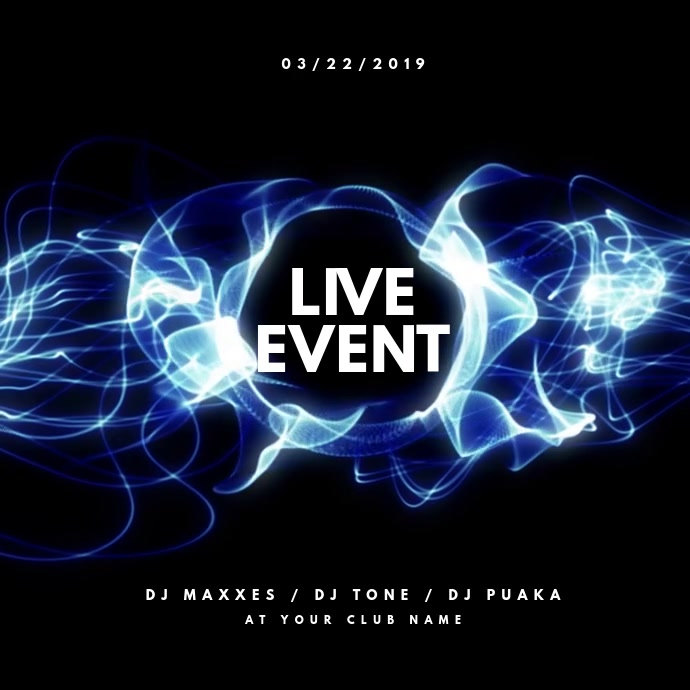 03/22/2019
LIVE
EVENT
DJ MAXXES / DJ TONE / DJ PUAKA
AT YOUR CLUB NAME